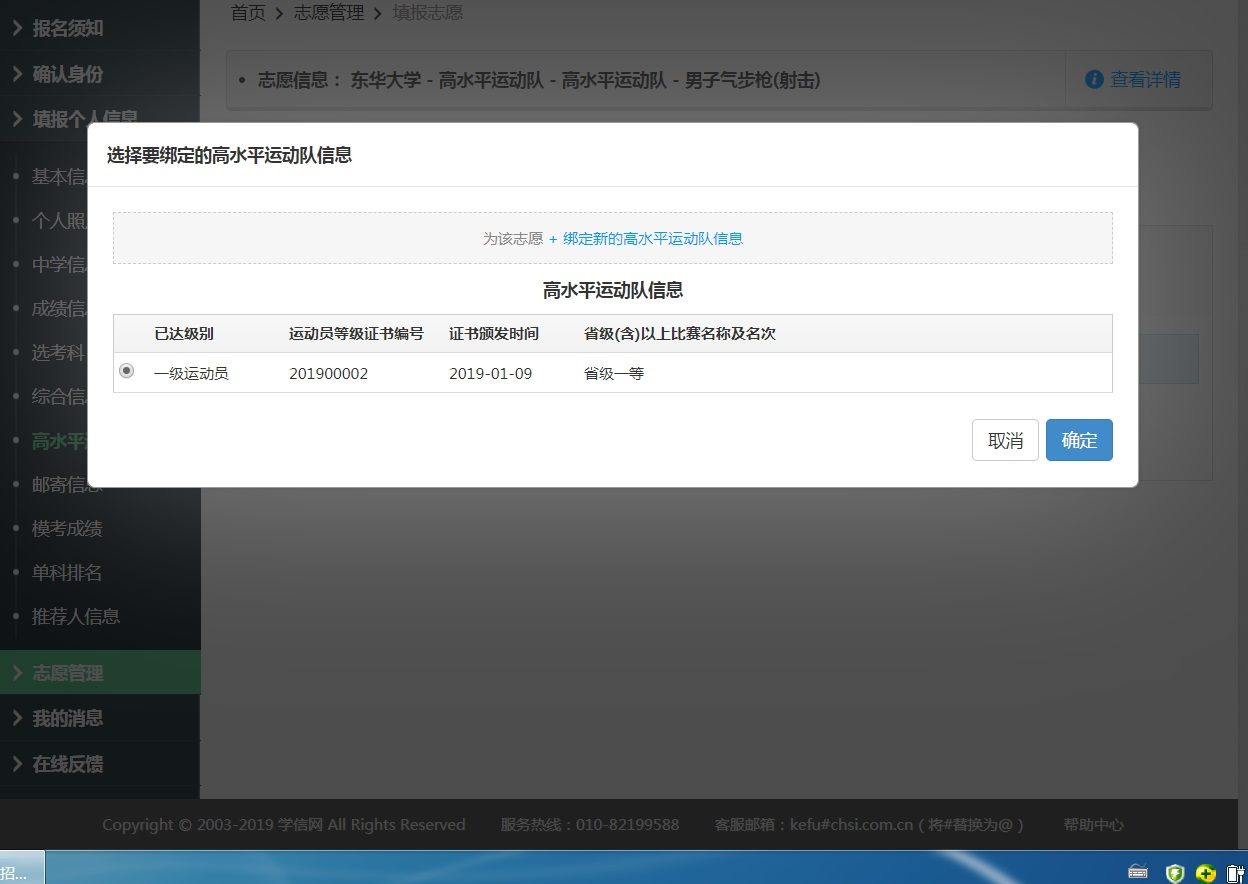 报名须知
确认身份
填报个人信息
首页 > 志愿管理 > 填报志愿
志愿信息： 东华大学 - 高水平运动队 - 高水平运动队 - 男子气步枪(射击)
查看详情
选择要绑定的高水平运动队信息
为该志愿 + 绑定新的高水平运动队信息
高水平运动队信息
已达级别 运动员等级证书编号 证书颁发时间 省级(含)以上比赛名称及名次
一级运动员 201900002 2019-01-09 省级一等
取消 确定
基本信
个人照
中学信
成绩信
选考科
综合信
高水平
邮寄信息
模考成绩
单科排名
推荐人信息
志愿管理
我的消息
在线反馈
Copyright © 2003-2019 学信网 All Rights Reserved 服务热线：010-82199588 客服邮箱：kefu#chsi.com.cn ( 将#替换为@ ) 帮助中心
招...